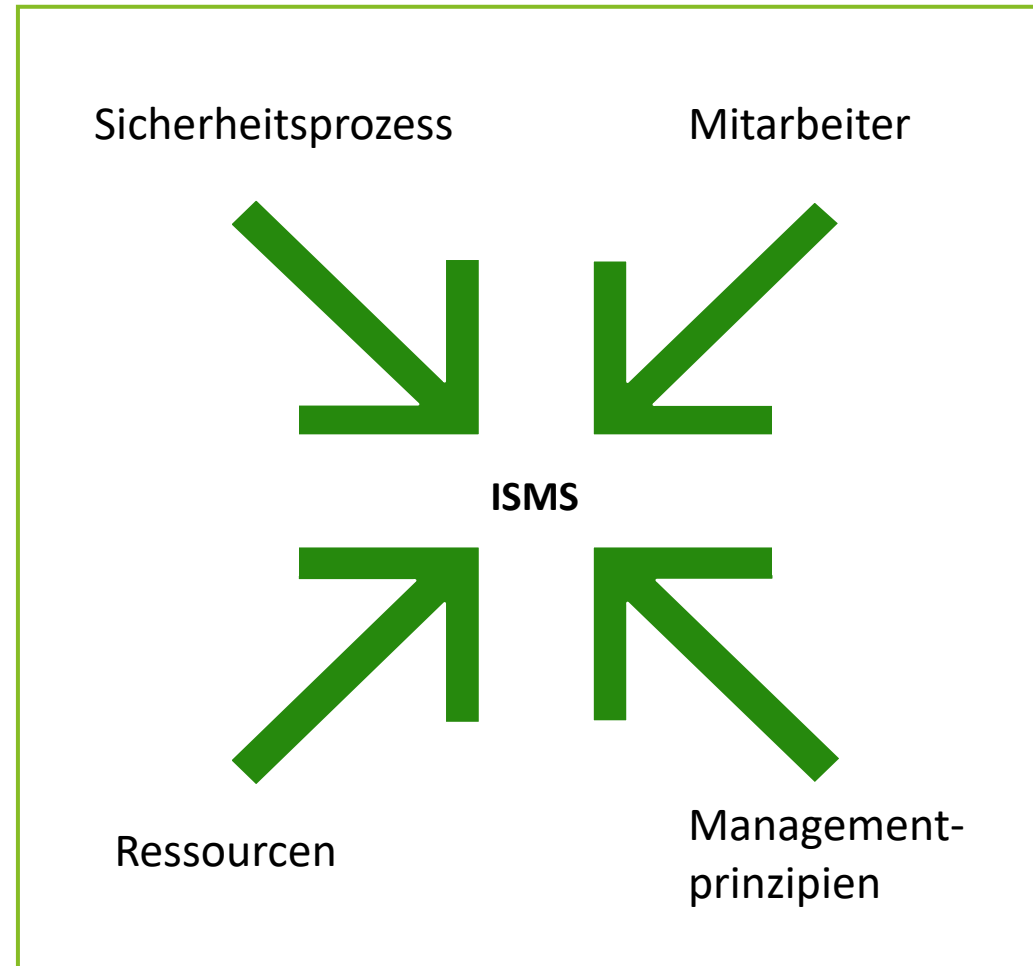 Sicherheitsprozess
Mitarbeiter
ISMS
Ressourcen
Management-
prinzipien